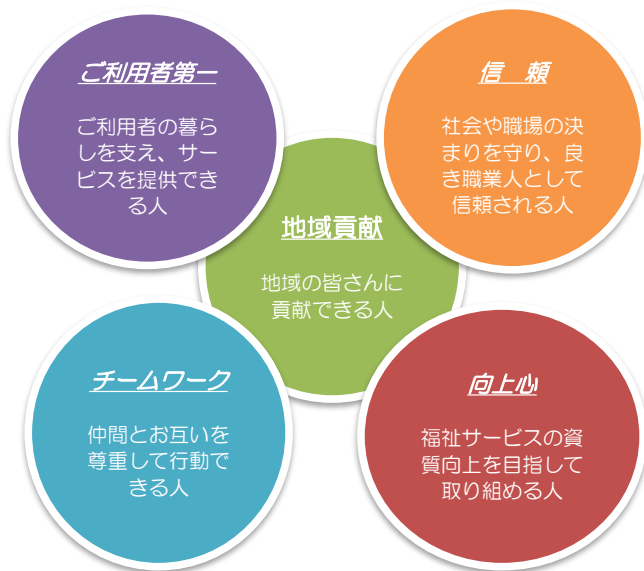 ご利用者第一
ご利用者の暮ら
しを支え、サー
ビスを提供でき
る人
信　頼
社会や職場の決
まりを守り、良
き職業人として
信頼される人
地域貢献
地域の皆さんに
貢献できる人
チームワーク
仲間とお互いを
尊重して行動で
きる人
向上心
福祉サービスの資
質向上を目指して
取り組める人